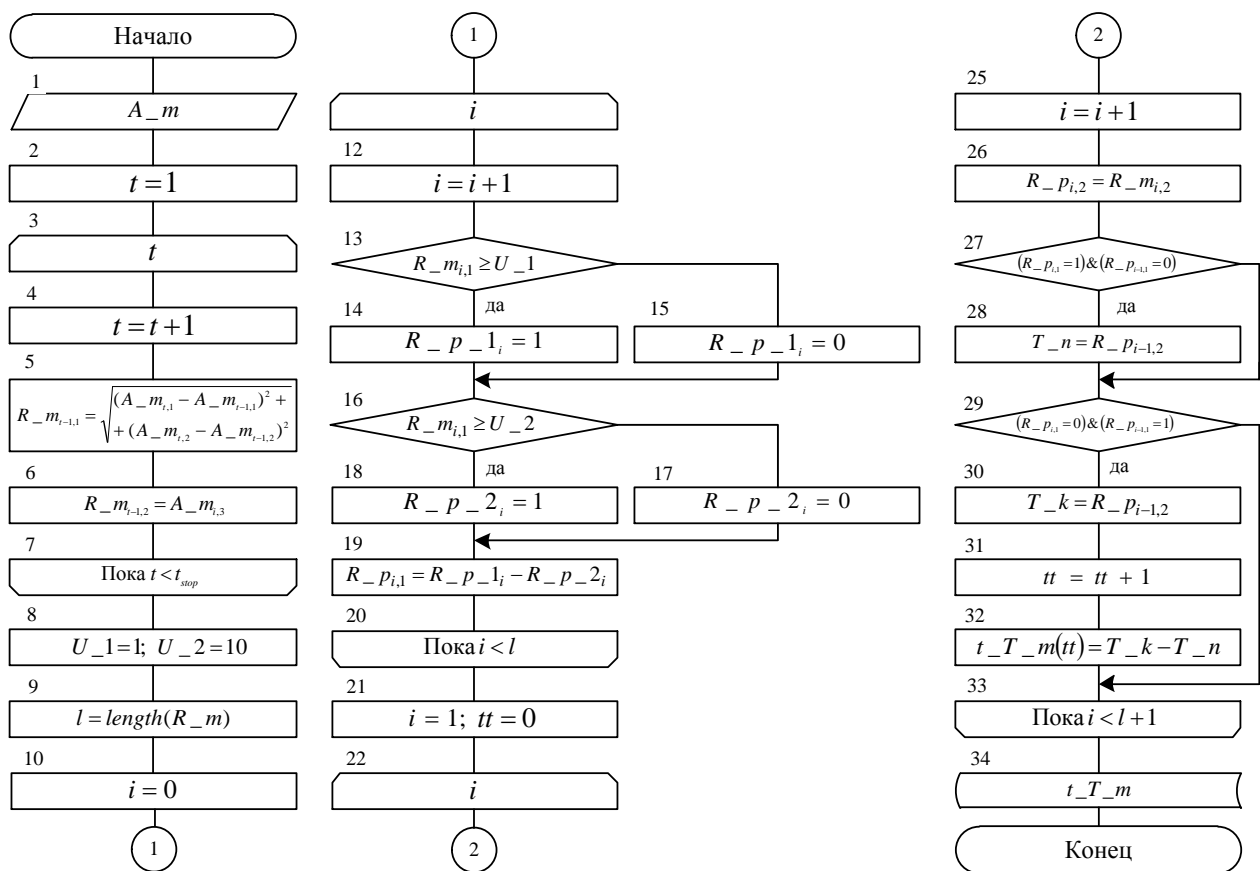 Начало
1
A_m
2
t = 1
3
t
4
t = t + 1
5
R_m_{t-1,1} = √((A_m_{t,1} − A_m_{t-1,1})² +
+ (A_m_{t,2} − A_m_{t-1,2})²)
6
R_m_{t-1,2} = A_m_{i,3}
7
Пока t < t_{stop}
8
U_1=1; U_2=10
9
l = length(R_m)
10
i = 0
1
1
i
12
i = i + 1
13
R_m_{i,1} ≥ U_1
да
14
R_p_1_i = 1
15
R_p_1_i = 0
16
R_m_{i,1} ≥ U_2
да
18
R_p_2_i = 1
17
R_p_2_i = 0
19
R_p_{i,1} = R_p_1_i − R_p_2_i
20
Пока i < l
21
i = 1; tt = 0
22
i
2
2
25
i = i + 1
26
R_p_{i,2} = R_m_{i,2}
27
(R_p_{i,1} = 1) & (R_p_{i-1,1} = 0)
да
28
T_n = R_p_{i-1,2}
29
(R_p_{i,1} = 0) & (R_p_{i-1,1} = 1)
да
30
T_k = R_p_{i-1,2}
31
tt = tt + 1
32
t_T_m(tt) = T_k − T_n
33
Пока i < l + 1
34
t_T_m
Конец